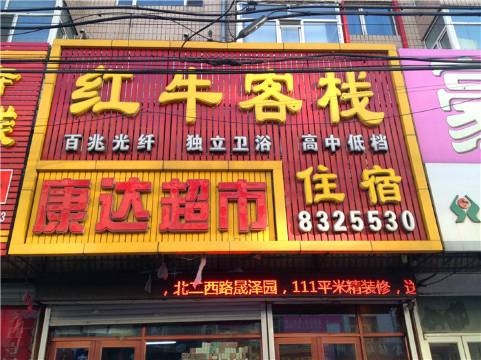 红牛客栈
百兆光纤 独立卫浴 高中低档
康达超市
住宿
8325530
，北二西路晟泽园，111平米精装修，